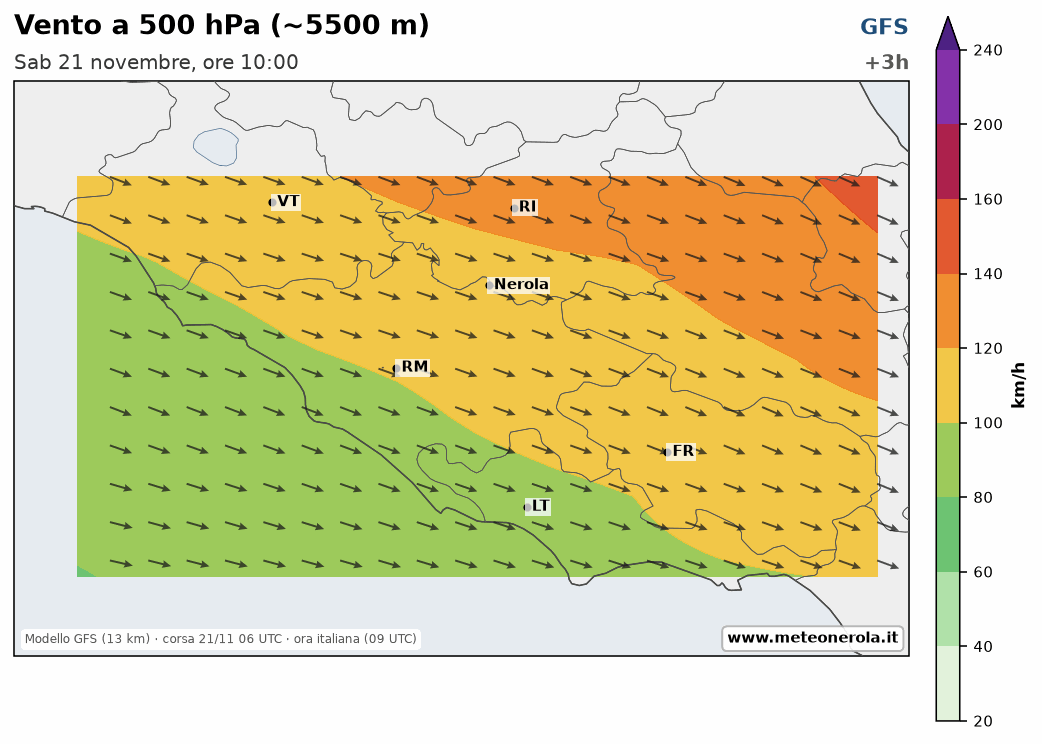 Vento a 500 hPa (~5500 m)
GFS
Sab 21 novembre, ore 10:00
+3h
240
200
160
140
120
100
80
60
40
20
km/h
VT
RI
Nerola
RM
FR
LT
Modello GFS (13 km) · corsa 21/11 06 UTC · ora italiana (09 UTC)
www.meteonerola.it